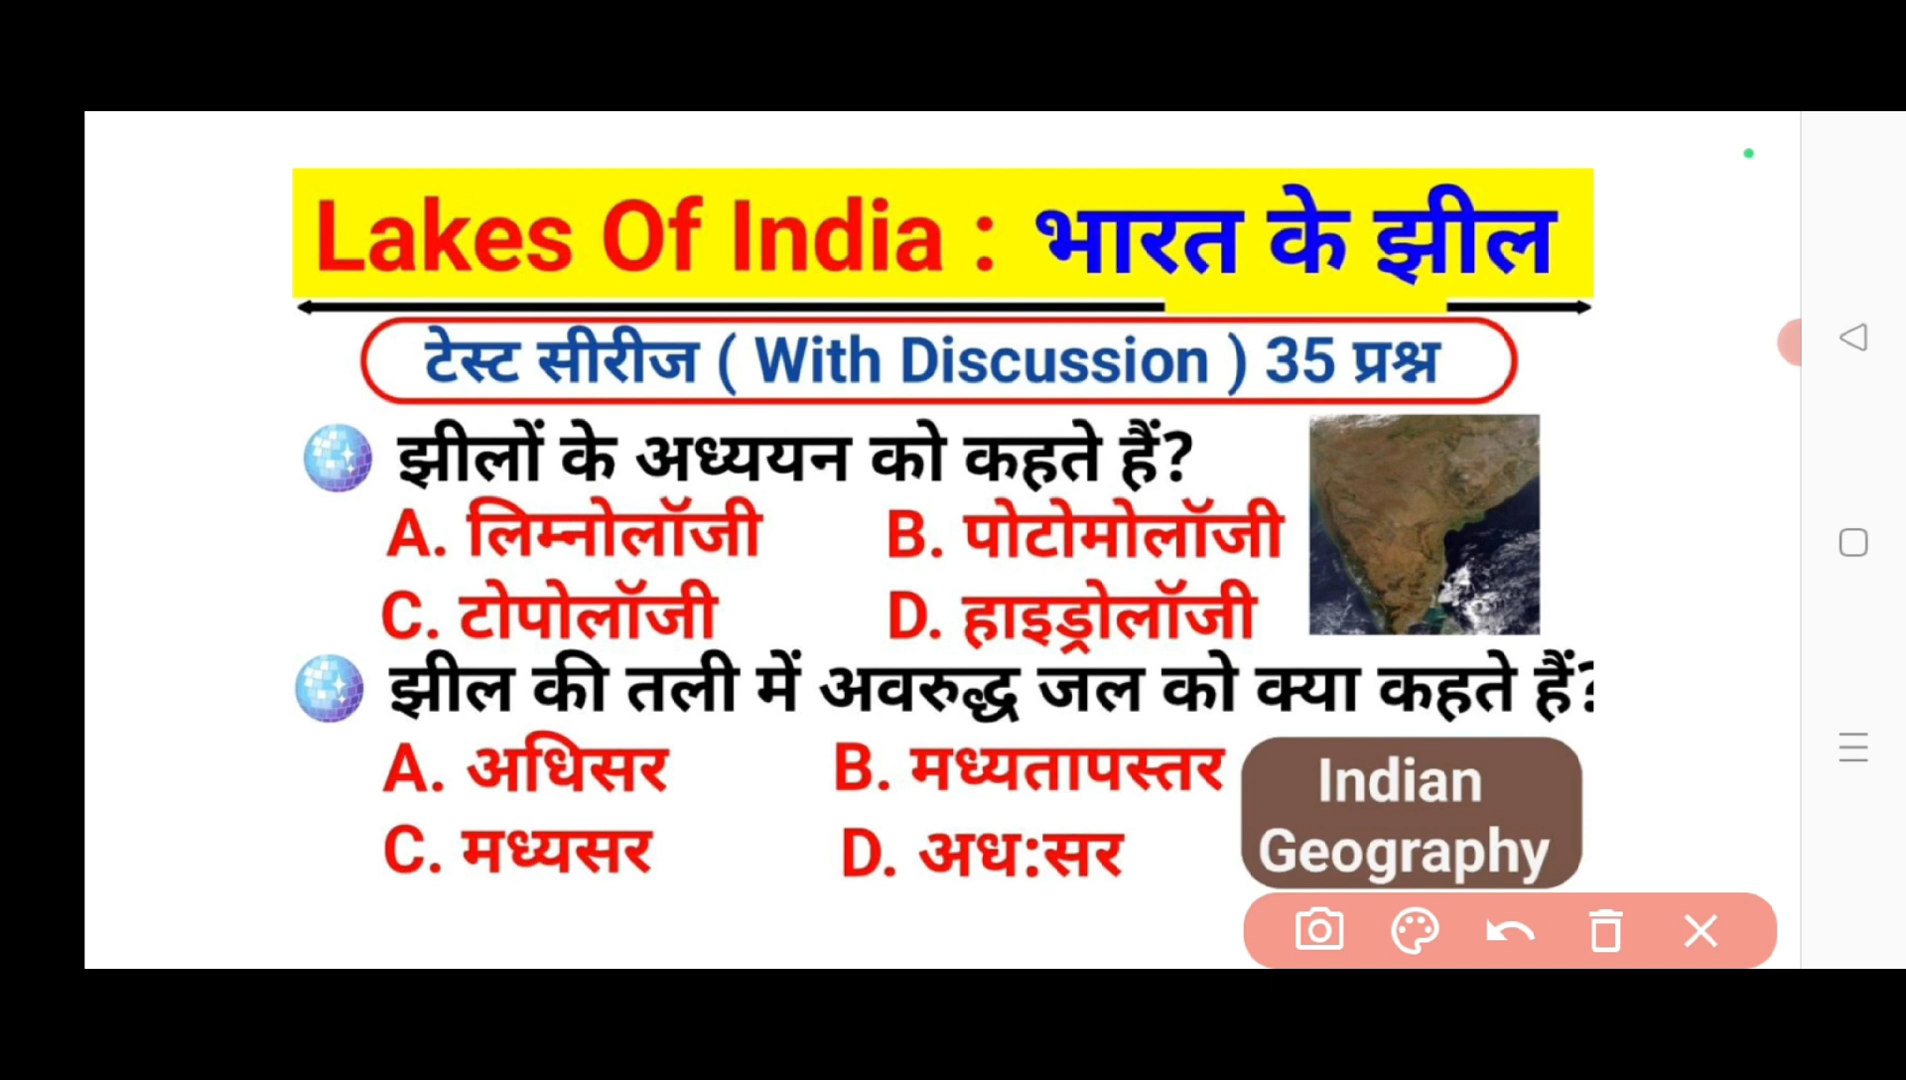 Lakes Of India : भारत के झील
टेस्ट सीरीज ( With Discussion ) 35 प्रश्न
झीलों के अध्ययन को कहते हैं?
A. लिम्नोलॉजी B. पोटोमोलॉजी
C. टोपोलॉजी D. हाइड्रोलॉजी
झील की तली में अवरुद्ध जल को क्या कहते हैं?
A. अधिसर B. मध्यतापस्तर
C. मध्यसर D. अध:सर
Indian
Geography